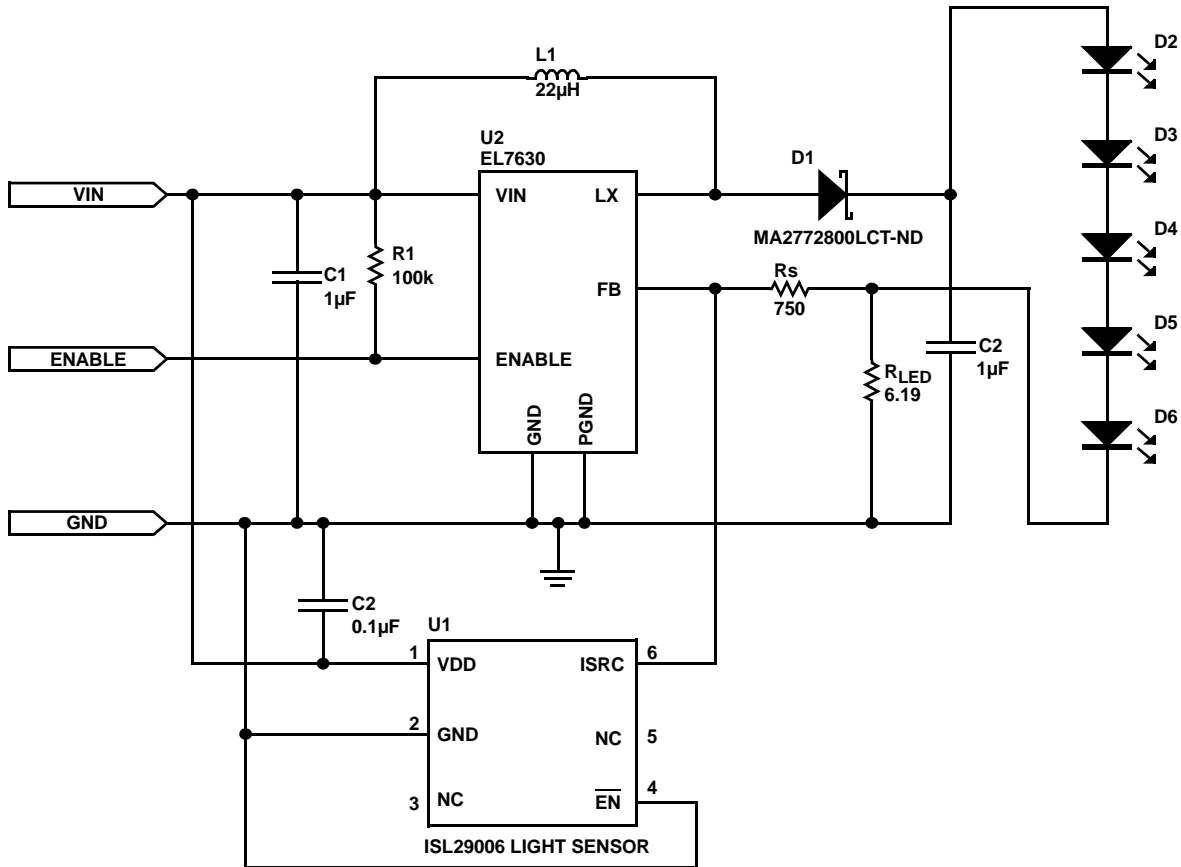 L1
22µH
D2
U2
EL7630
D3
D1
VIN
VIN
LX
MA2772800LCT-ND
D4
R1
100k
C1
1µF
FB
Rs
750
D5
ENABLE
ENABLE
C2
1µF
RLED
6.19
D6
GND
PGND
GND
C2
0.1µF
U1
1
VDD
ISRC
6
2
GND
NC
5
3
NC
EN
4
ISL29006 LIGHT SENSOR